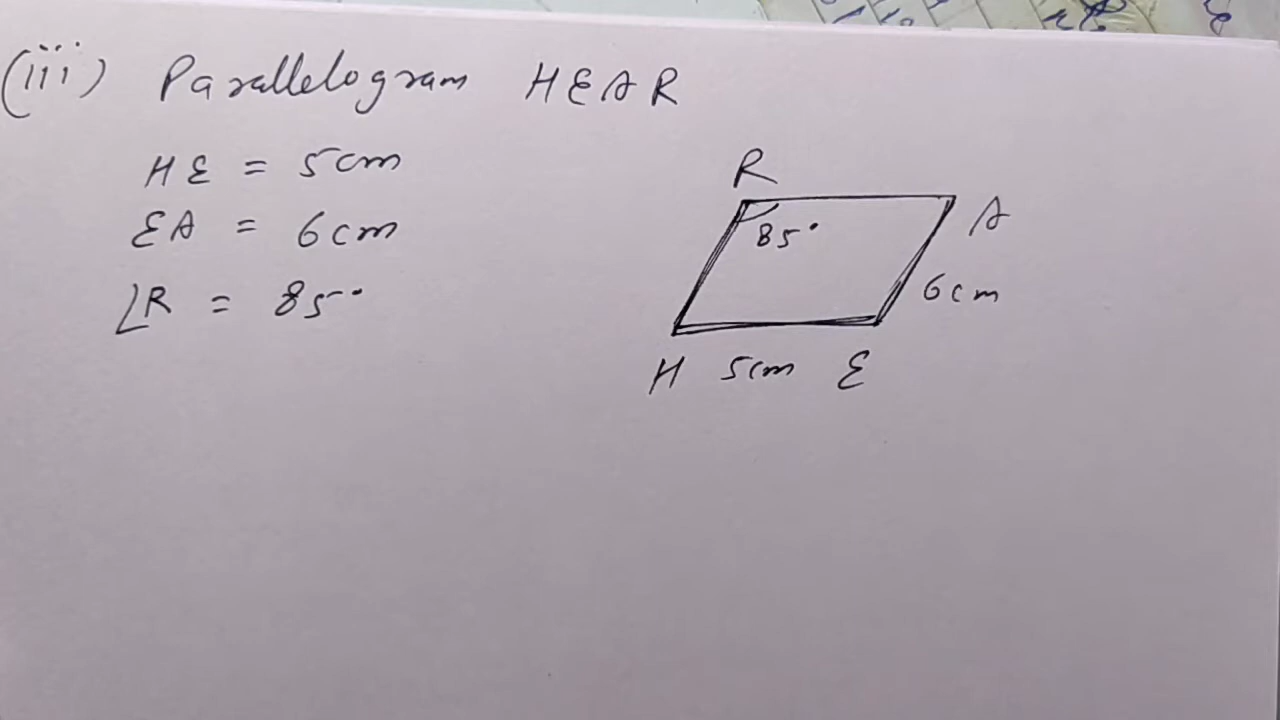 (iii) Parallelogram HEAR
HE = 5cm
EA = 6cm
∠R = 85°
R
A
85°
6cm
H 5cm E